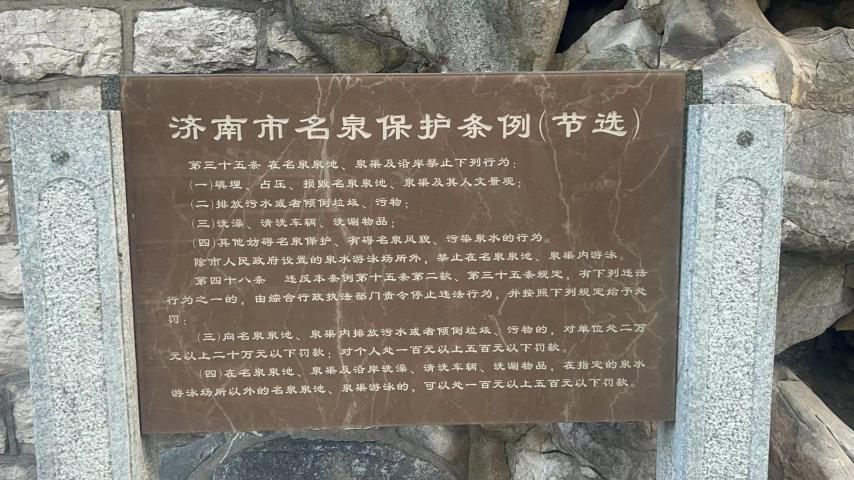 济南市名泉保护条例(节选)
第三十五条 在名泉泉池、泉渠及沿岸禁止下列行为:
(一)填埋、占压、损毁名泉泉池、泉渠及其人文景观;
(二)排放污水或者倾倒垃圾、污物;
(三)洗澡、清洗车辆、洗涮物品;
(四)其他妨碍名泉保护、有碍名泉风貌、污染泉水的行为。
除市人民政府设置的泉水游泳场所外,禁止在名泉泉池、泉渠内游泳。
第四十八条 违反本条例第十五条第二款、第三十五条规定,有下列违法
行为之一的,由综合行政执法部门责令停止违法行为,并按照下列规定给予处
罚:
(三)向名泉泉池、泉渠内排放污水或者倾倒垃圾、污物的,对单位处二万
元以上二十万元以下罚款;对个人处一百元以上五百元以下罚款。
(四)在名泉泉池、泉渠及沿岸洗澡、清洗车辆、洗涮物品,在指定的泉水
游泳场所以外的名泉泉池、泉渠游泳的,可以处一百元以上五百元以下罚款。